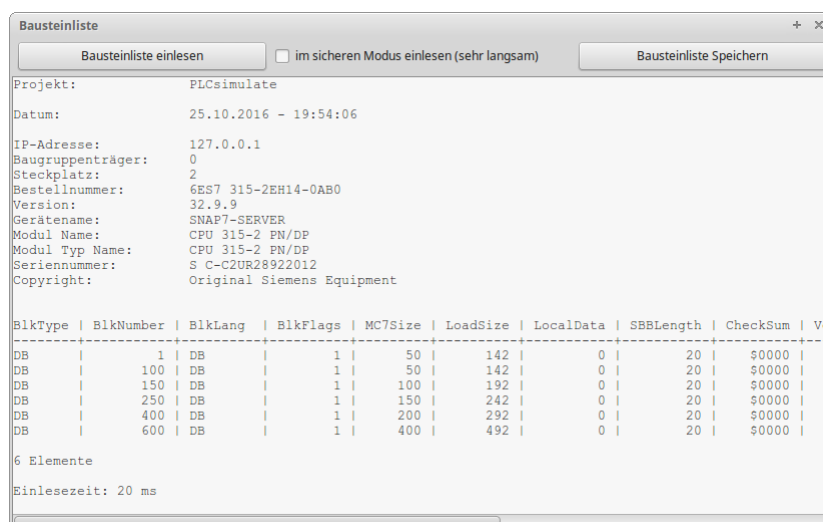 Bausteinliste
Bausteinliste einlesen im sicheren Modus einlesen (sehr langsam) Bausteinliste Speichern
Projekt: PLCsimulate
Datum: 25.10.2016 - 19:54:06
IP-Adresse: 127.0.0.1
Baugruppenträger: 0
Steckplatz: 2
Bestellnummer: 6ES7 315-2EH14-0AB0
Version: 32.9.9
Gerätename: SNAP7-SERVER
Modul Name: CPU 315-2 PN/DP
Modul Typ Name: CPU 315-2 PN/DP
Seriennummer: S C-C2UR28922012
Copyright: Original Siemens Equipment
BlkType | BlkNumber | BlkLang | BlkFlags | MC7Size | LoadSize | LocalData | SBBLength | CheckSum | V
DB | 1 | DB | 1 | 50 | 142 | 0 | 20 | $0000 |
DB | 100 | DB | 1 | 50 | 142 | 0 | 20 | $0000 |
DB | 150 | DB | 1 | 100 | 192 | 0 | 20 | $0000 |
DB | 250 | DB | 1 | 150 | 242 | 0 | 20 | $0000 |
DB | 400 | DB | 1 | 200 | 292 | 0 | 20 | $0000 |
DB | 600 | DB | 1 | 400 | 492 | 0 | 20 | $0000 |
6 Elemente
Einlesezeit: 20 ms